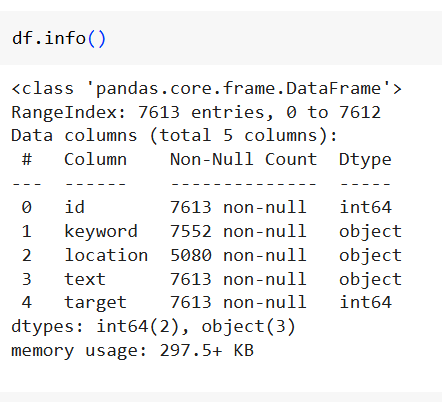 df.info()
<class 'pandas.core.frame.DataFrame'>
RangeIndex: 7613 entries, 0 to 7612
Data columns (total 5 columns):
 #   Column    Non-Null Count  Dtype
---  ------    --------------  -----
 0   id        7613 non-null   int64
 1   keyword   7552 non-null   object
 2   location  5080 non-null   object
 3   text      7613 non-null   object
 4   target    7613 non-null   int64
dtypes: int64(2), object(3)
memory usage: 297.5+ KB